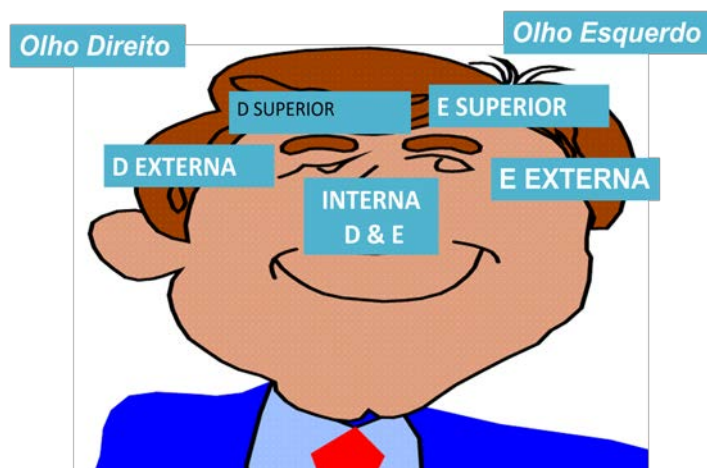 Olho Direito
Olho Esquerdo
D SUPERIOR
E SUPERIOR
D EXTERNA
E EXTERNA
INTERNA
D & E